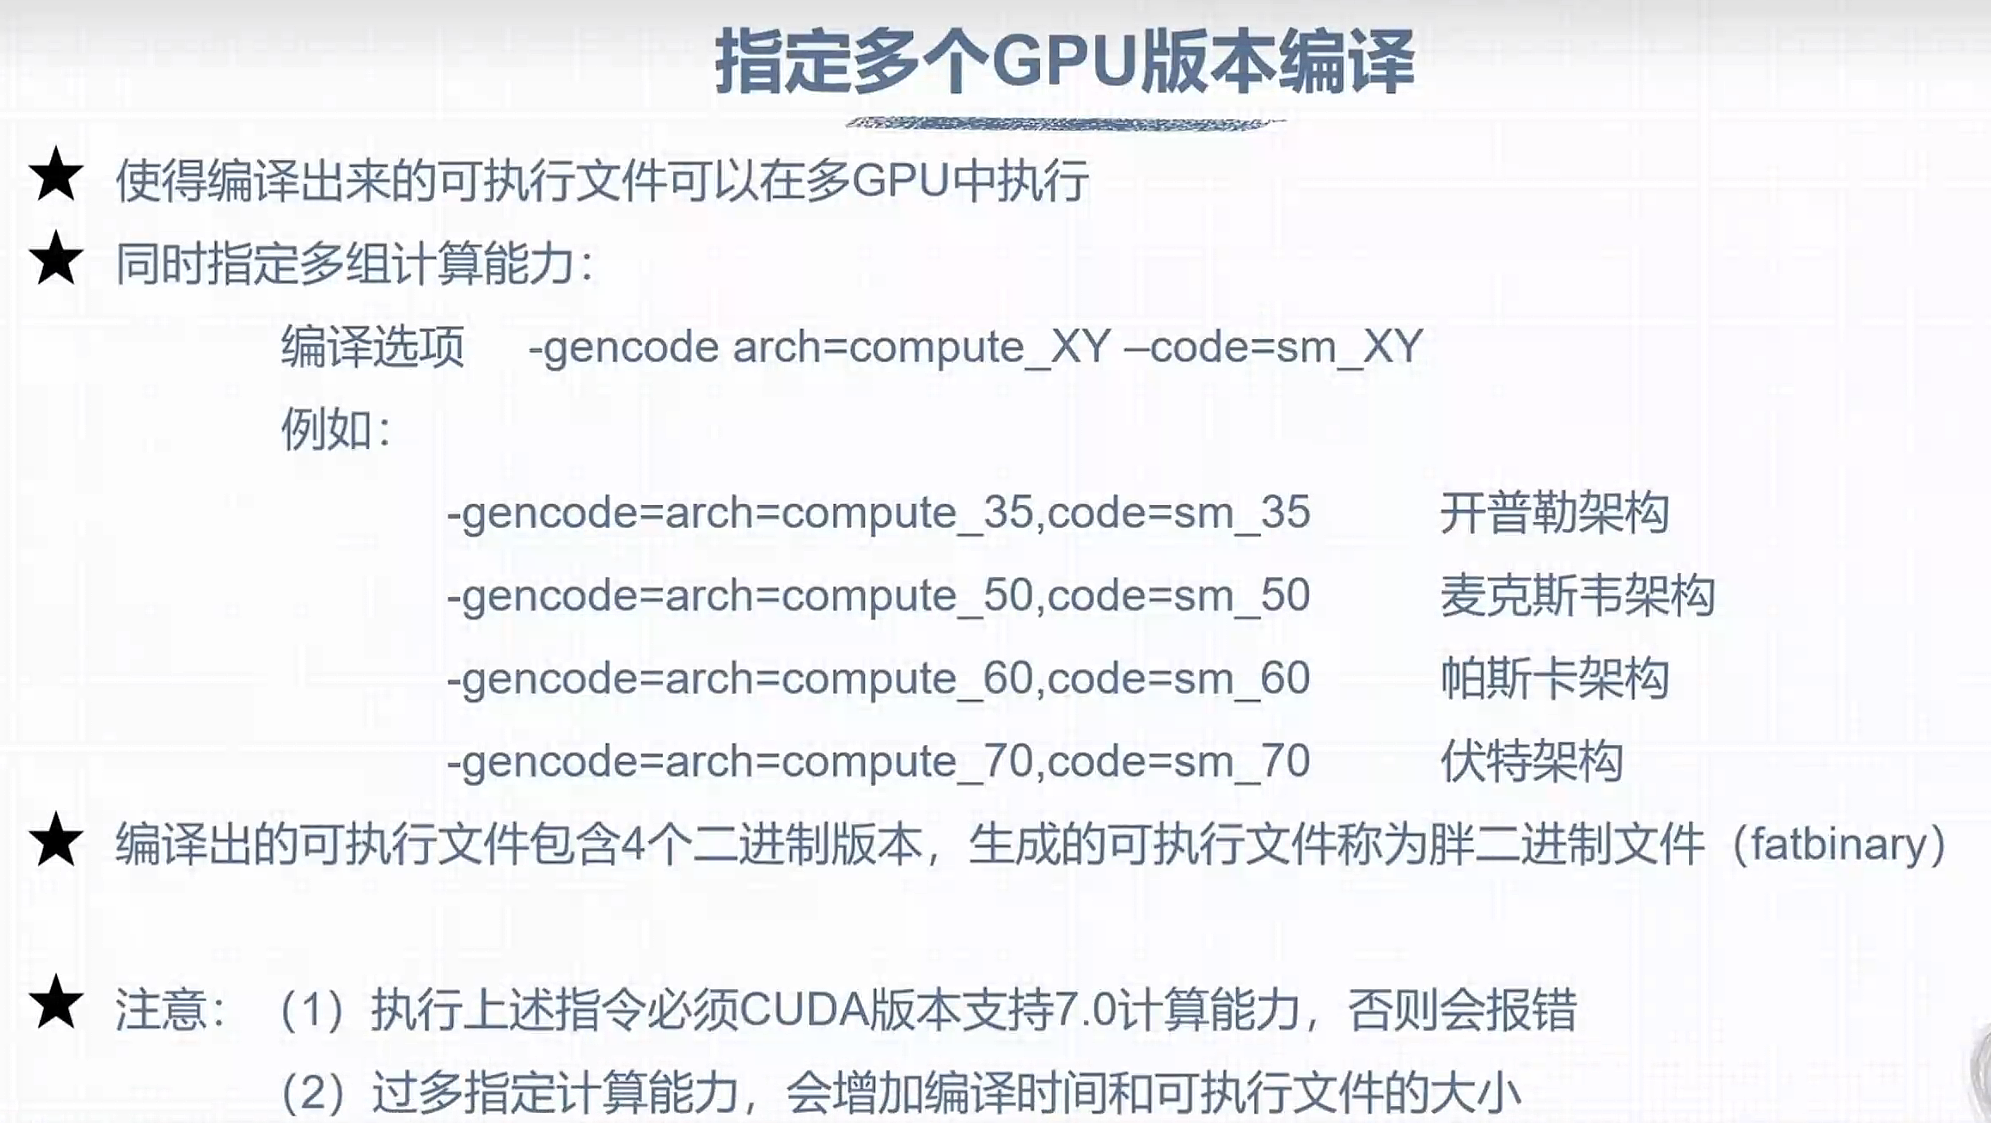 指定多个GPU版本编译
★ 使得编译出来的可执行文件可以在多GPU中执行
★ 同时指定多组计算能力：
编译选项 -gencode arch=compute_XY –code=sm_XY
例如：
-gencode=arch=compute_35,code=sm_35 开普勒架构
-gencode=arch=compute_50,code=sm_50 麦克斯韦架构
-gencode=arch=compute_60,code=sm_60 帕斯卡架构
-gencode=arch=compute_70,code=sm_70 伏特架构
★ 编译出的可执行文件包含4个二进制版本，生成的可执行文件称为胖二进制文件（fatbinary）
★ 注意：（1）执行上述指令必须CUDA版本支持7.0计算能力，否则会报错
（2）过多指定计算能力，会增加编译时间和可执行文件的大小